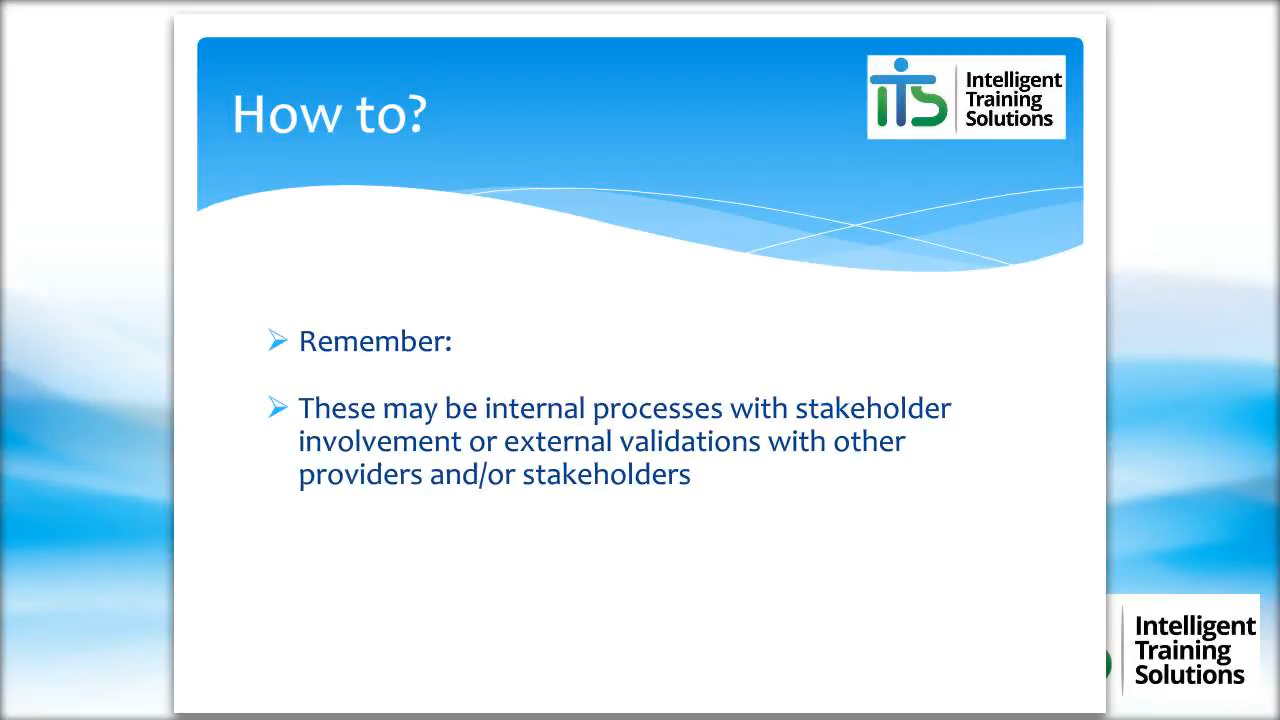 How to?
iTS
Intelligent
Training
Solutions
Remember:
These may be internal processes with stakeholder
involvement or external validations with other
providers and/or stakeholders
Intelligent
Training
Solutions